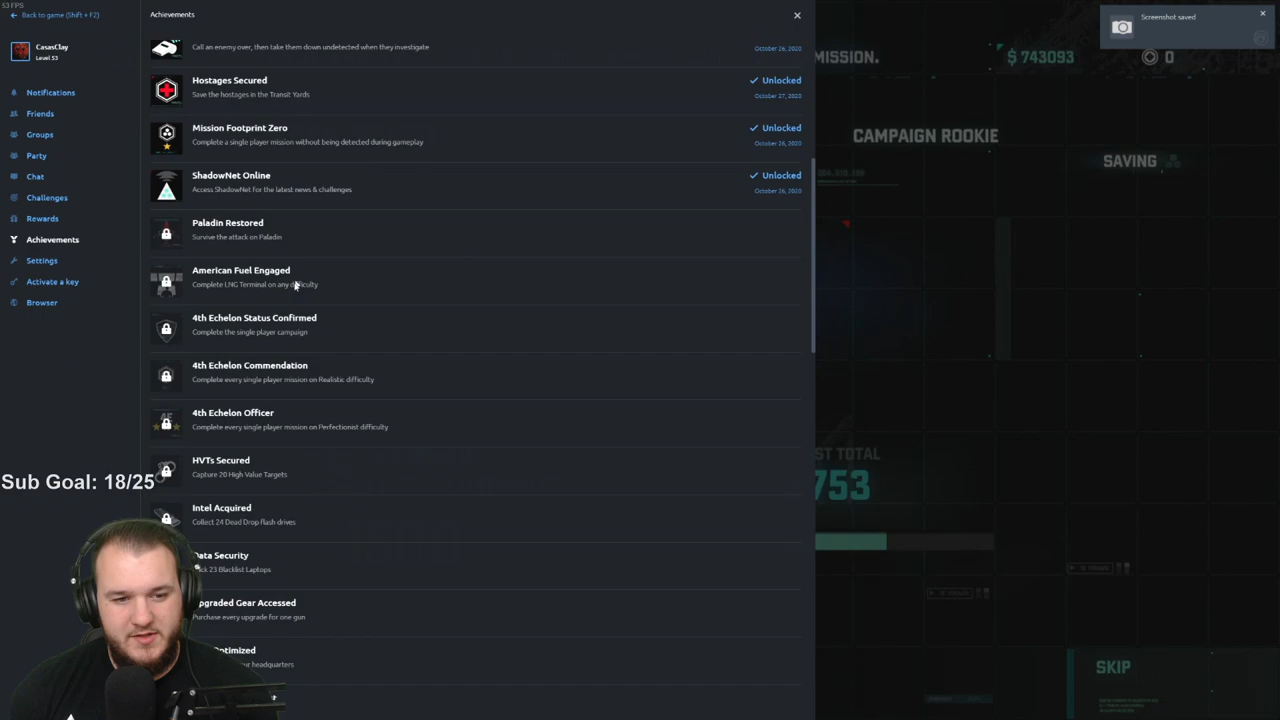 53 FPS
Back to game (Shift + F2)
CasasClay
Level 53
Notifications
Friends
Groups
Party
Chat
Challenges
Rewards
Achievements
Settings
Activate a key
Browser
Achievements
Call an enemy over, then take them down undetected when they investigate
October 26, 2020
Hostages Secured
Unlocked
Save the hostages in the Transit Yards
October 27, 2020
Mission Footprint Zero
Unlocked
Complete a single player mission without being detected during gameplay
October 26, 2020
ShadowNet Online
Unlocked
Access ShadowNet for the latest news & challenges
October 26, 2020
Paladin Restored
Survive the attack on Paladin
American Fuel Engaged
Complete LNG Terminal on any difficulty
4th Echelon Status Confirmed
Complete the single player campaign
4th Echelon Commendation
Complete every single player mission on Realistic difficulty
4th Echelon Officer
Complete every single player mission on Perfectionist difficulty
HVTs Secured
Capture 20 High Value Targets
Intel Acquired
Collect 24 Dead Drop flash drives
Data Security
23 Blacklist Laptops
Upgraded Gear Accessed
Purchase every upgrade for one gun
Optimized
headquarters
Sub Goal: 18/25
Screenshot saved
MISSION.
$ 743093
0
CAMPAIGN ROOKIE
SAVING
ST TOTAL
753
SKIP